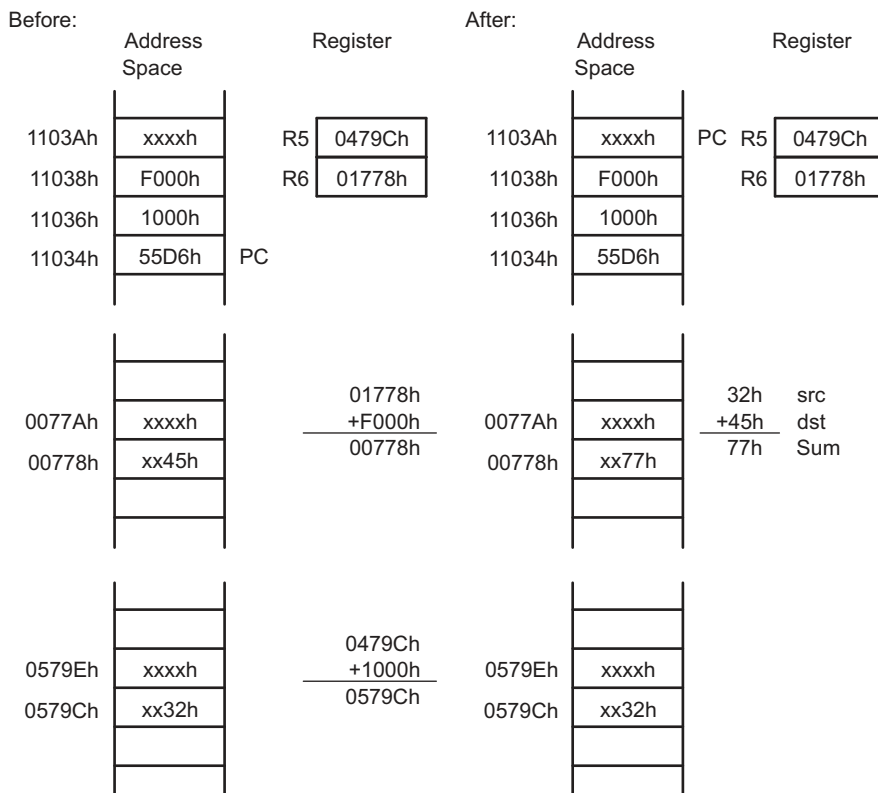 Before:
Address Space
Register
1103Ah xxxxh R5 0479Ch
11038h F000h R6 01778h
11036h 1000h
11034h 55D6h PC
0077Ah xxxxh
00778h xx45h
01778h
+F000h
00778h
0579Eh xxxxh
0579Ch xx32h
0479Ch
+1000h
0579Ch
After:
Address Space
Register
1103Ah xxxxh PC R5 0479Ch
11038h F000h R6 01778h
11036h 1000h
11034h 55D6h
0077Ah xxxxh
00778h xx77h
32h src
+45h dst
77h Sum
0579Eh xxxxh
0579Ch xx32h